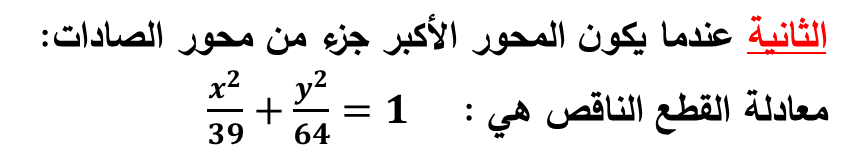 الثانية عندما يكون المحور الأكبر جزء من محور الصادات:
معادلة القطع الناقص هي : x²/39 + y²/64 = 1